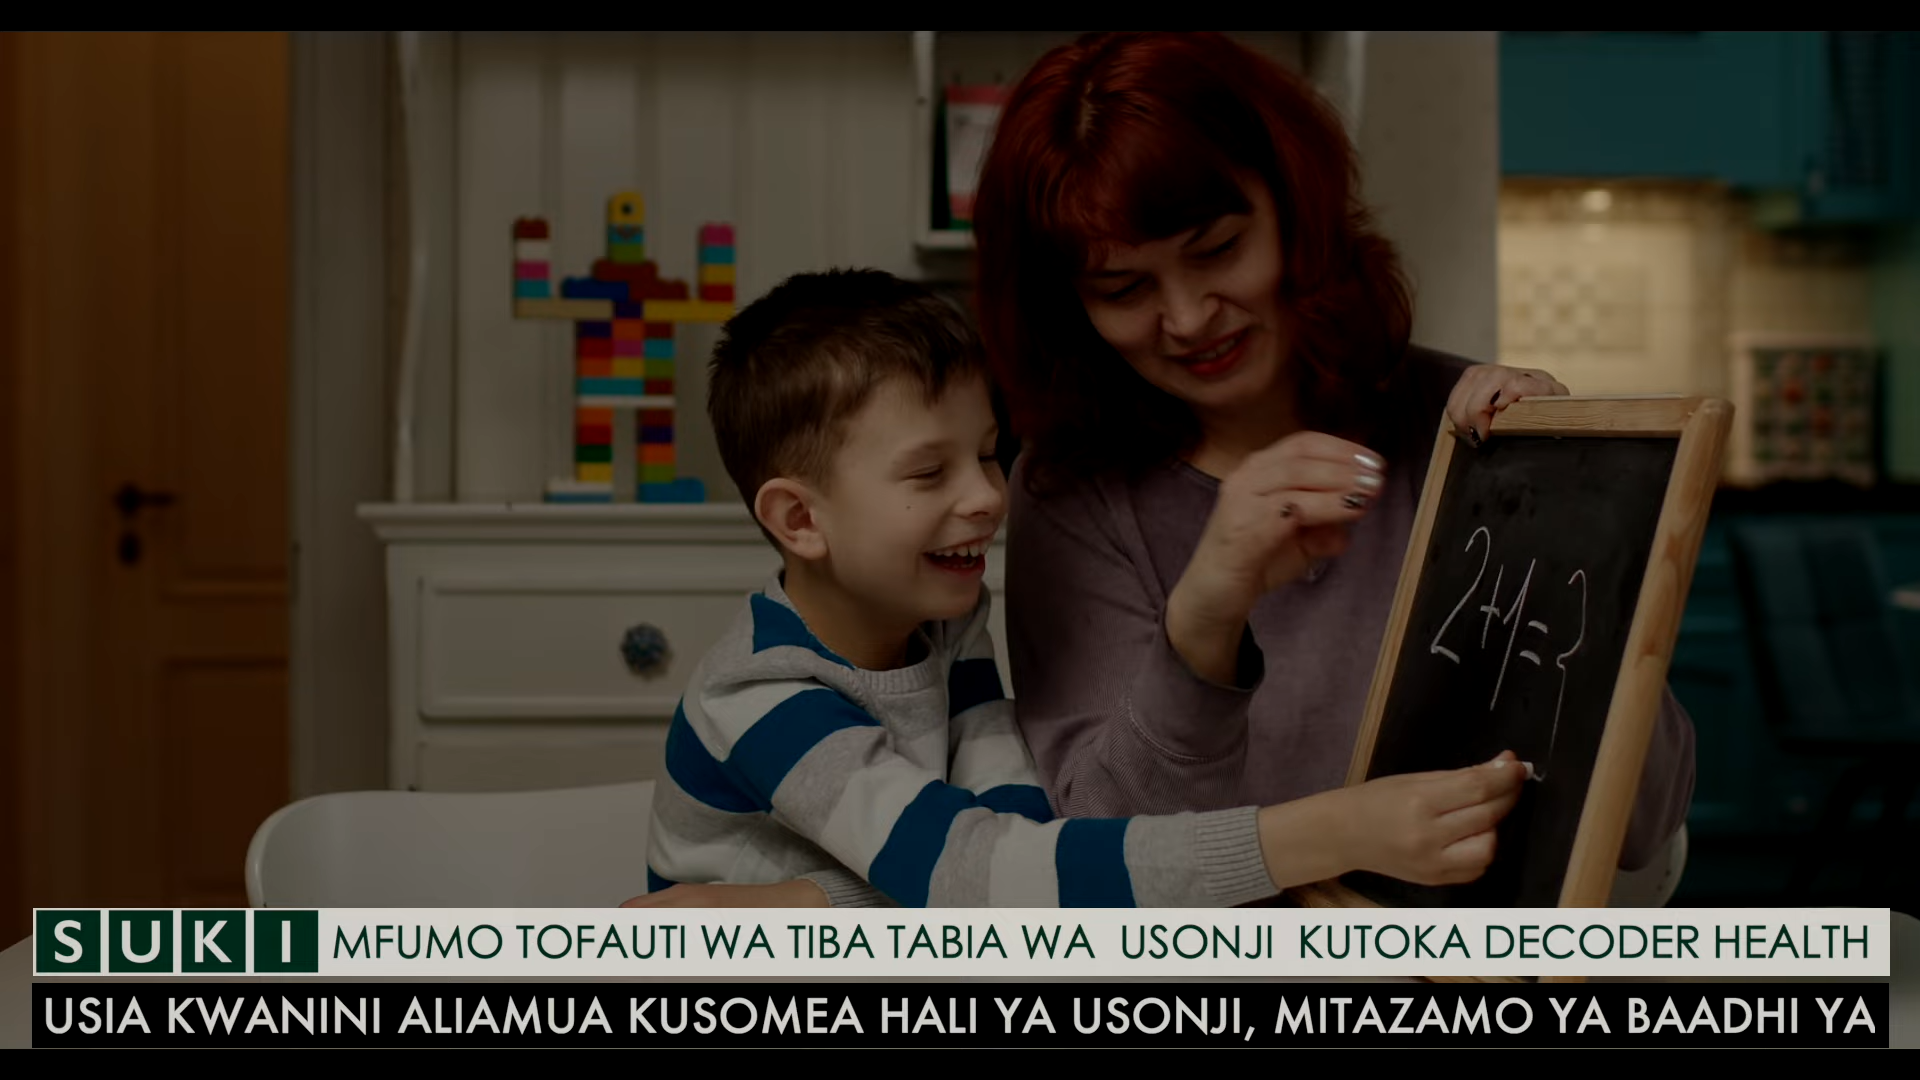 2+1=3
SUKI MFUMO TOFAUTI WA TIBA TABIA WA USONJI KUTOKA DECODER HEALTH
USIA KWANINI ALIAMUA KUSOMEA HALI YA USONJI, MITAZAMO YA BAADHI YA